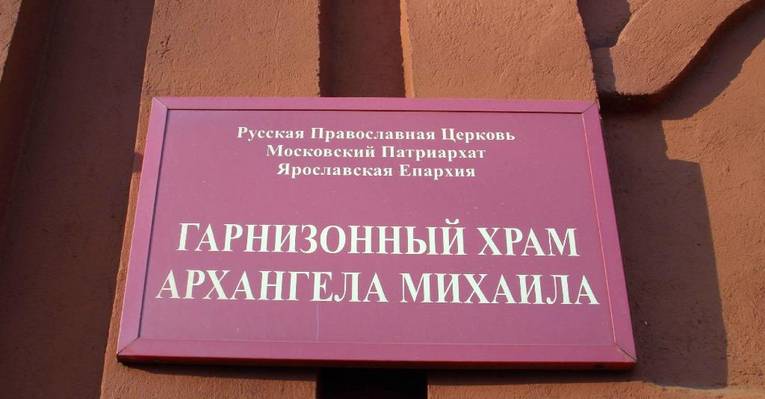 Русская Православная Церковь
Московский Патриархат
Ярославская Епархия
ГАРНИЗОННЫЙ ХРАМ
АРХАНГЕЛА МИХАИЛА